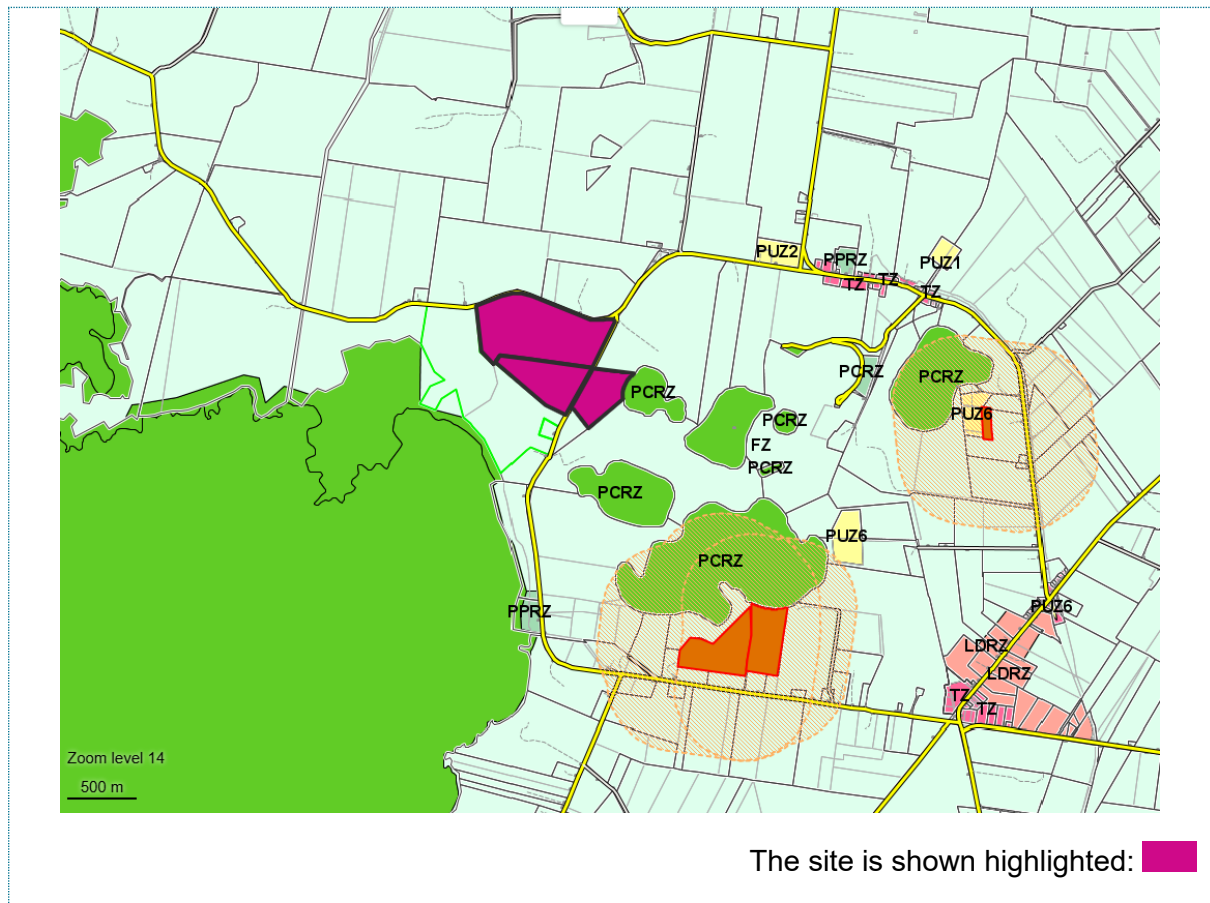 PUZ2
PPRZ
PUZ1
TZ
TZ
TZ
PCRZ
PCRZ
PCRZ
PUZ6
PCRZ
FZ
PCRZ
PCRZ
PUZ6
PCRZ
PPRZ
PUZ6
LDRZ
LDRZ
TZ
TZ
Zoom level 14
500 m
The site is shown highlighted: